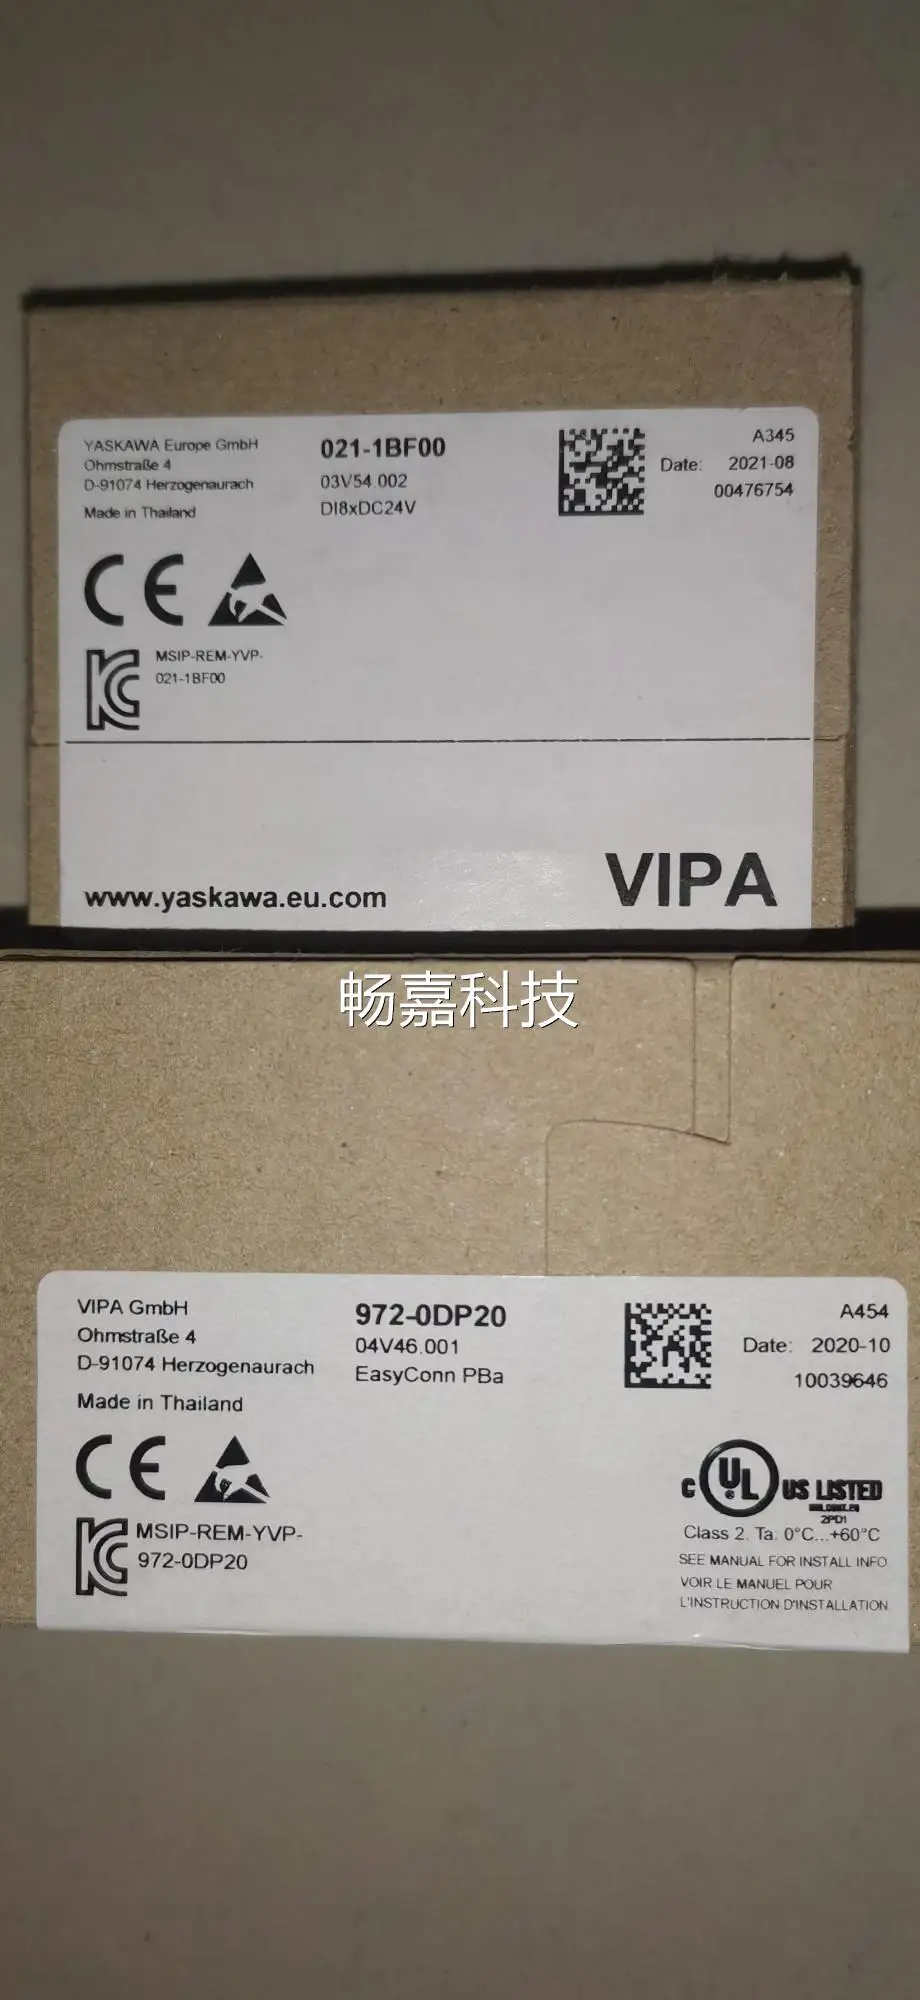 YASKAWA Europe GmbH
Ohmstraße 4
D-91074 Herzogenaurach
Made in Thailand
021-1BF00
03V54.002
DI8xDC24V
A345
Date: 2021-08
00476754
CE
MSIP-REM-YVP-
021-1BF00
www.yaskawa.eu.com
VIPA
畅嘉科技
VIPA GmbH
Ohmstraße 4
D-91074 Herzogenaurach
Made in Thailand
972-0DP20
04V46.001
EasyConn PBa
A454
Date: 2020-10
10039646
CE
MSIP-REM-YVP-
972-0DP20
C UL US LISTED
2PD1
Class 2. Ta: 0°C...+60°C
SEE MANUAL FOR INSTALL INFO
VOIR LE MANUEL POUR
L'INSTRUCTION D'INSTALLATION